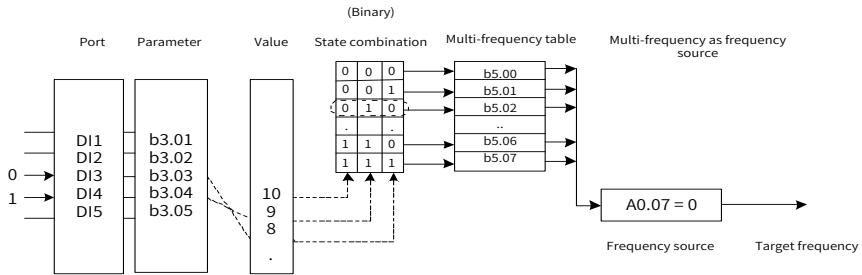 (Binary)
Port
Parameter
Value
State combination
Multi-frequency table
Multi-frequency as frequency
source
0 0 0
0 0 1
0 1 0
. . .
1 1 0
1 1 1
b5.00
b5.01
b5.02
..
b5.06
b5.07
0
1
DI1
DI2
DI3
DI4
DI5
b3.01
b3.02
b3.03
b3.04
b3.05
10
9
8
.
A0.07 = 0
Frequency source
Target frequency